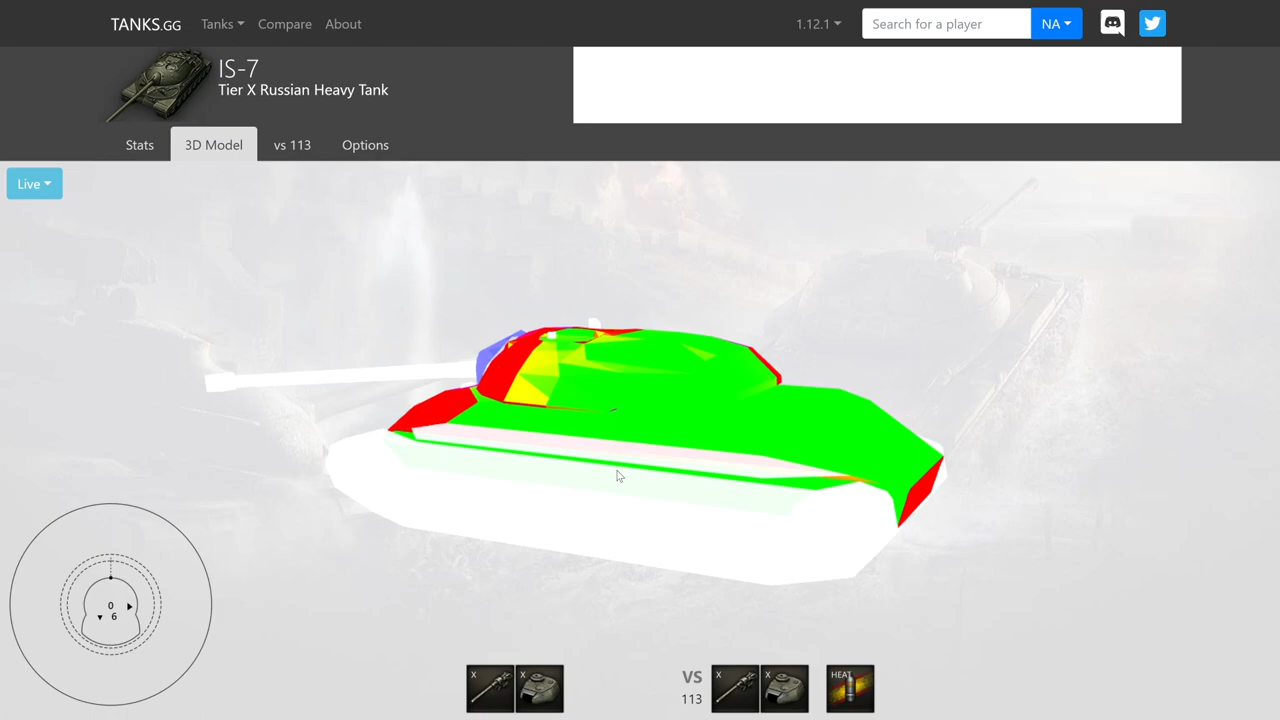 TANKS.GG Tanks Compare About 1.12.1 Search for a player NA
IS-7
Tier X Russian Heavy Tank
Stats 3D Model vs 113 Options
Live
0
6
X X VS X X HEAT
113